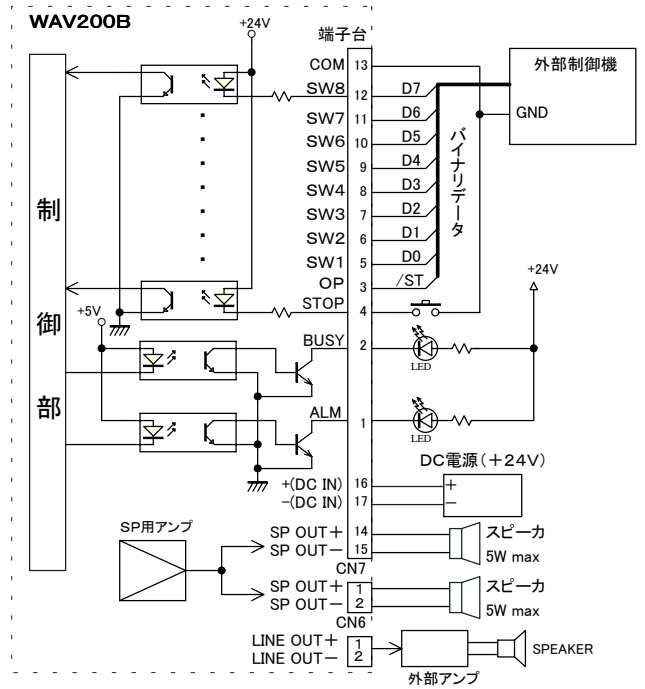 WAV200B
+24V
端子台
COM 13
SW8 12 D7
SW7 11 D6
SW6 10 D5
SW5 9 D4
SW4 8 D3
SW3 7 D2
SW2 6 D1
SW1 5 D0
OP 3 /ST
STOP 4
BUSY 2
ALM 1
外部制御機
GND
バイナリデータ
制御部
+5V
+24V
LED
LED
DC電源(+24V)
+(DC IN) 16 +
-(DC IN) 17 -
SP用アンプ
SP OUT+ 14 スピーカ
SP OUT- 15 5W max
CN7
SP OUT+ 1 スピーカ
SP OUT- 2 5W max
CN6
LINE OUT+ 1
LINE OUT- 2
SPEAKER
外部アンプ